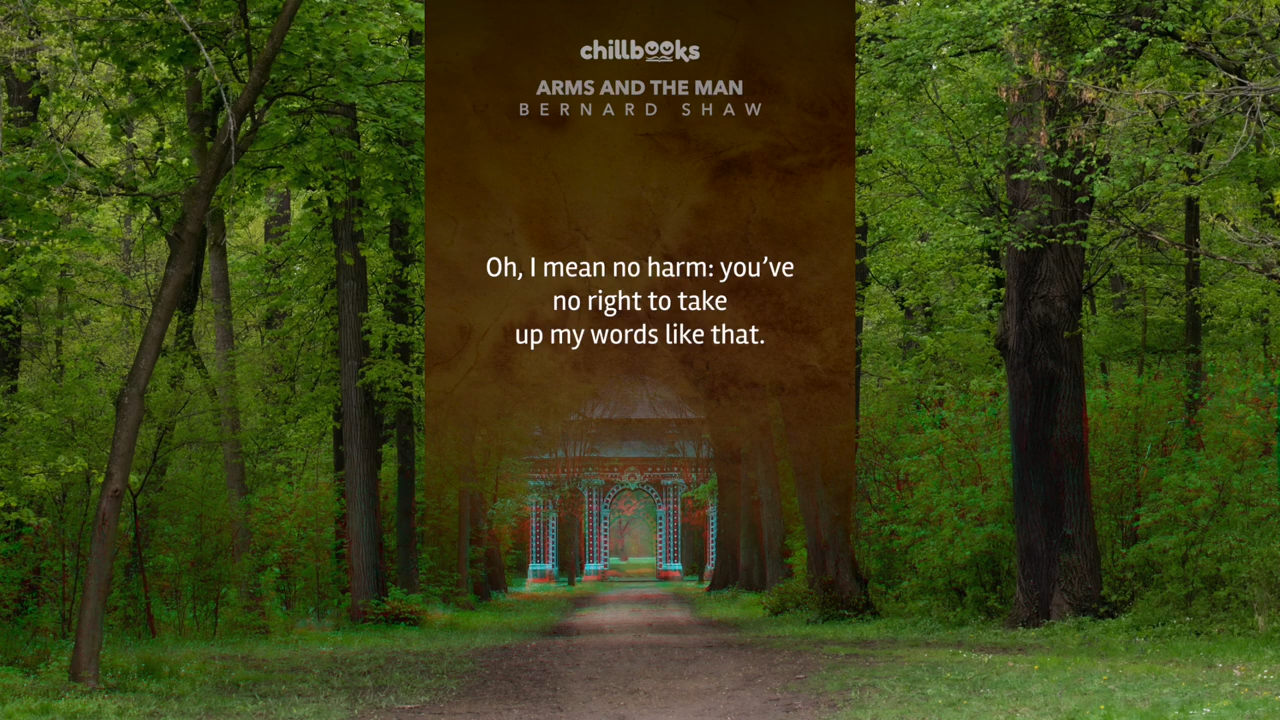 chillbooks
ARMS AND THE MAN
BERNARD SHAW
Oh, I mean no harm: you’ve
no right to take
up my words like that.